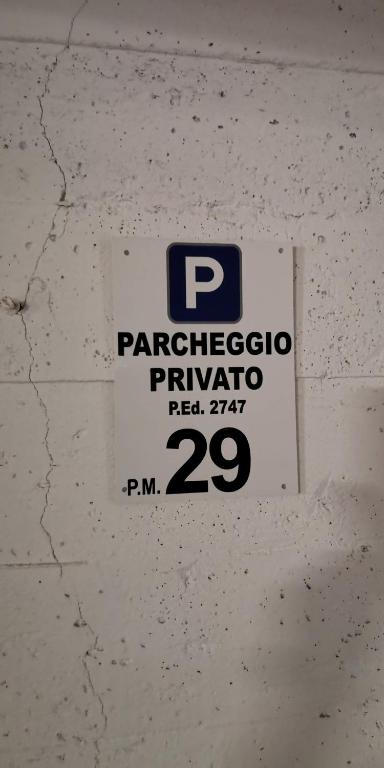 P
PARCHEGGIO
PRIVATO
P.Ed. 2747
P.M. 29